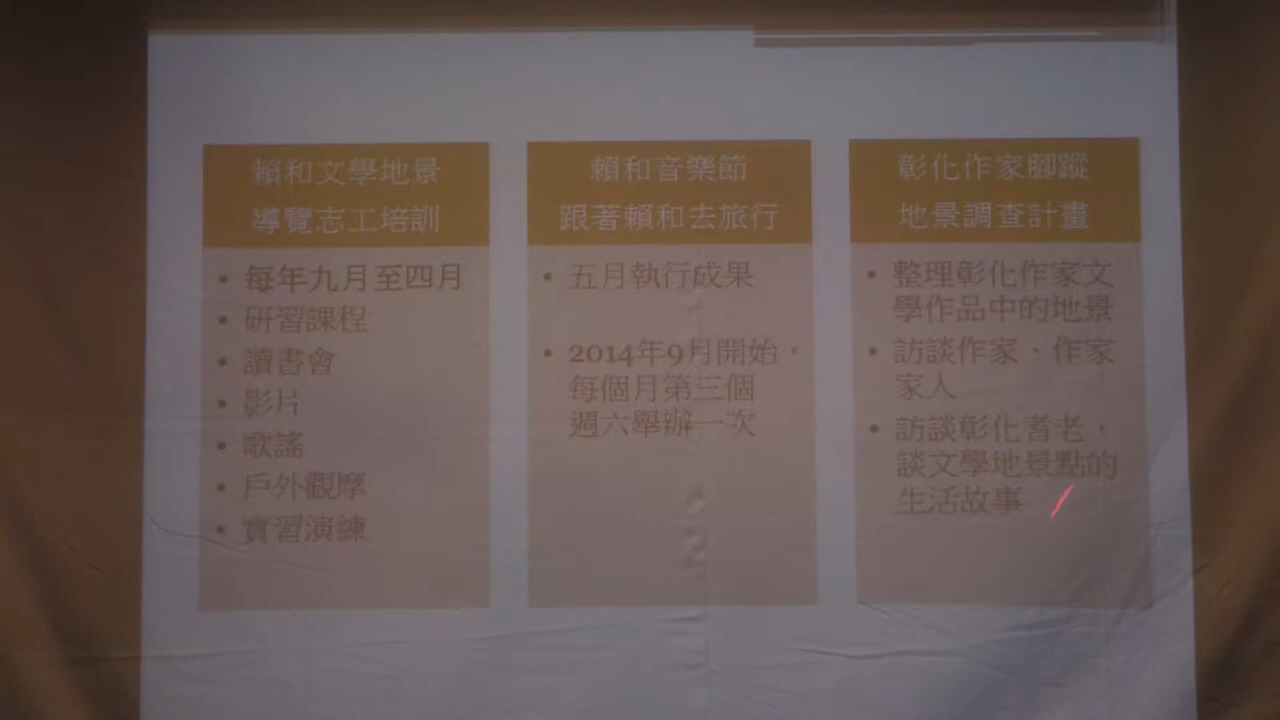 賴和文學地景
導覽志工培訓
• 每年九月至四月
• 研習課程
• 讀書會
• 影片
• 歌謠
• 戶外觀摩
• 實習演練
賴和音樂節
跟著賴和去旅行
• 五月執行成果
• 2014年9月開始，
每個月第三個
週六舉辦一次
彰化作家腳蹤
地景調查計畫
• 整理彰化作家文
學作品中的地景
• 訪談作家、作家
家人
• 訪談彰化耆老，
談文學地景點的
生活故事